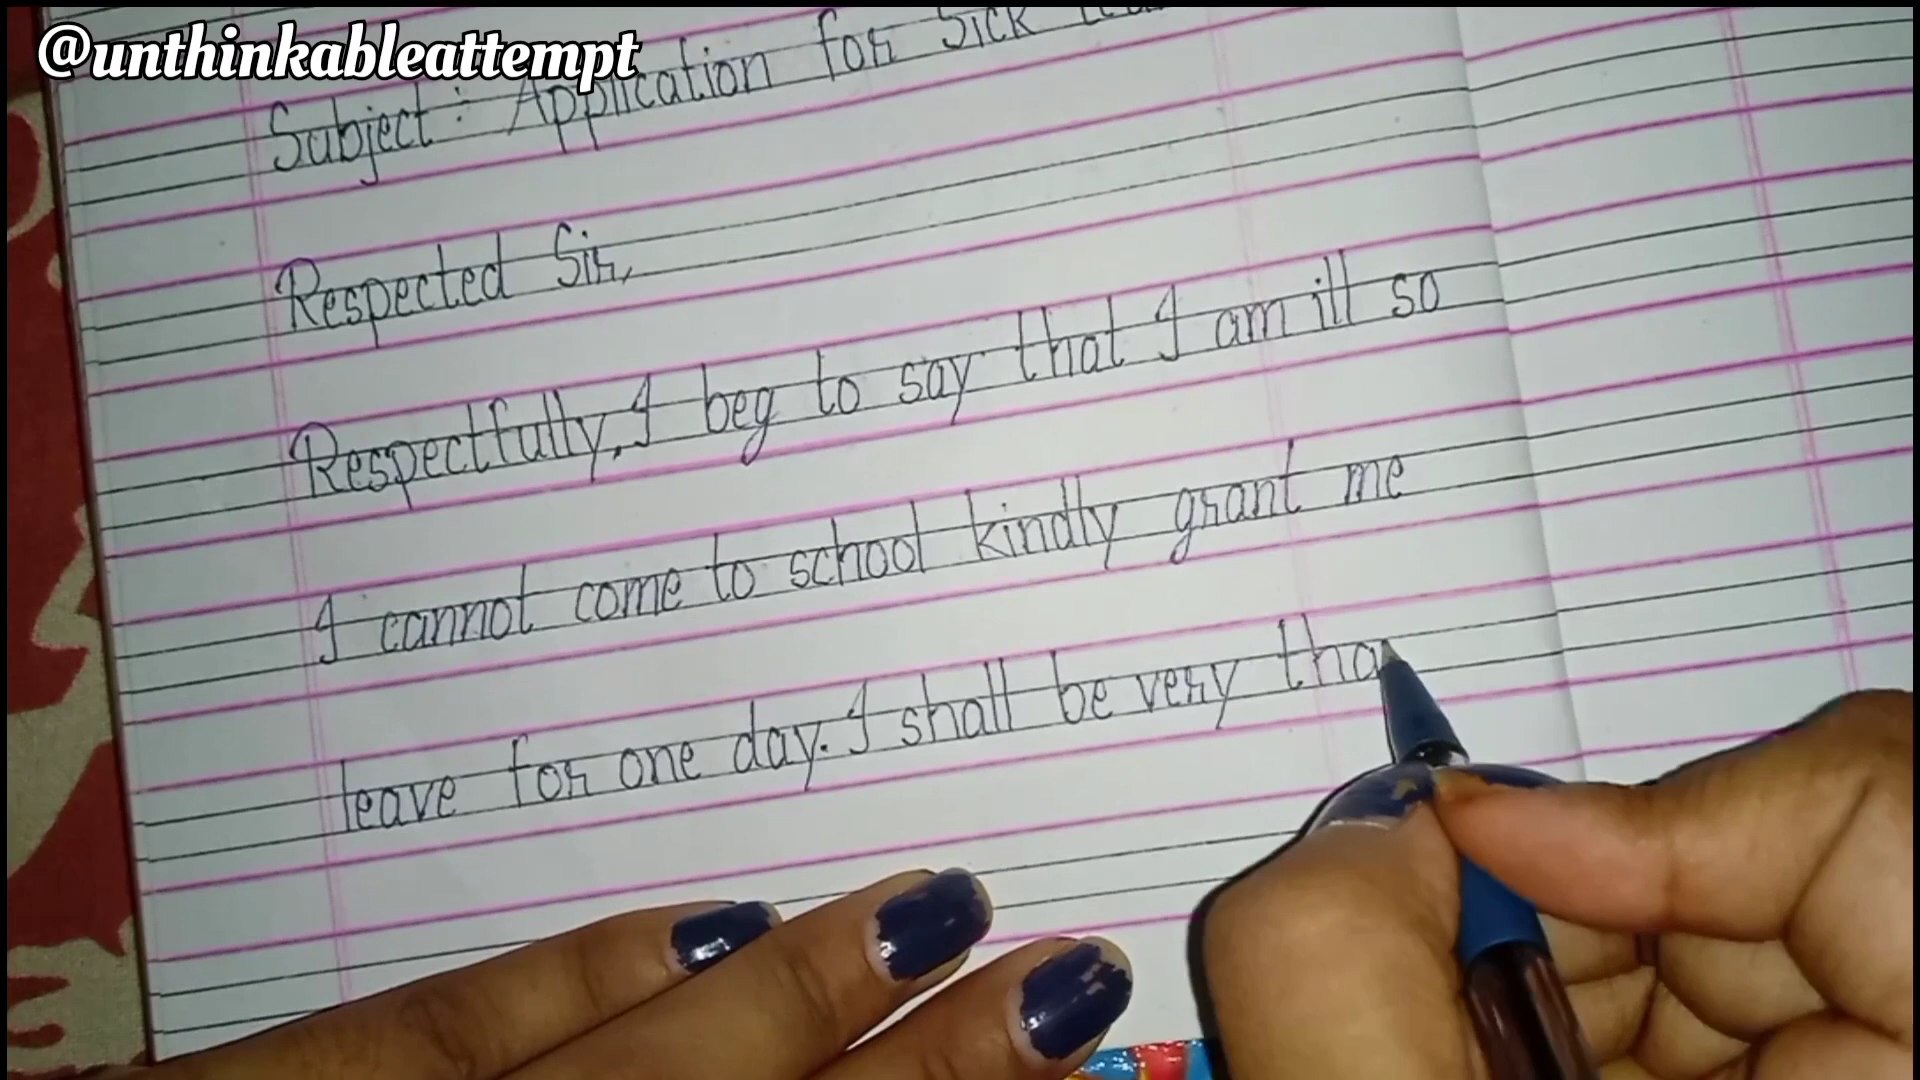 @unthinkableattempt
Subject: Application for Sick
Respected Sir,
Respectfully, I beg to say that I am ill so
I cannot come to school kindly grant me
leave for one day. I shall be very tha